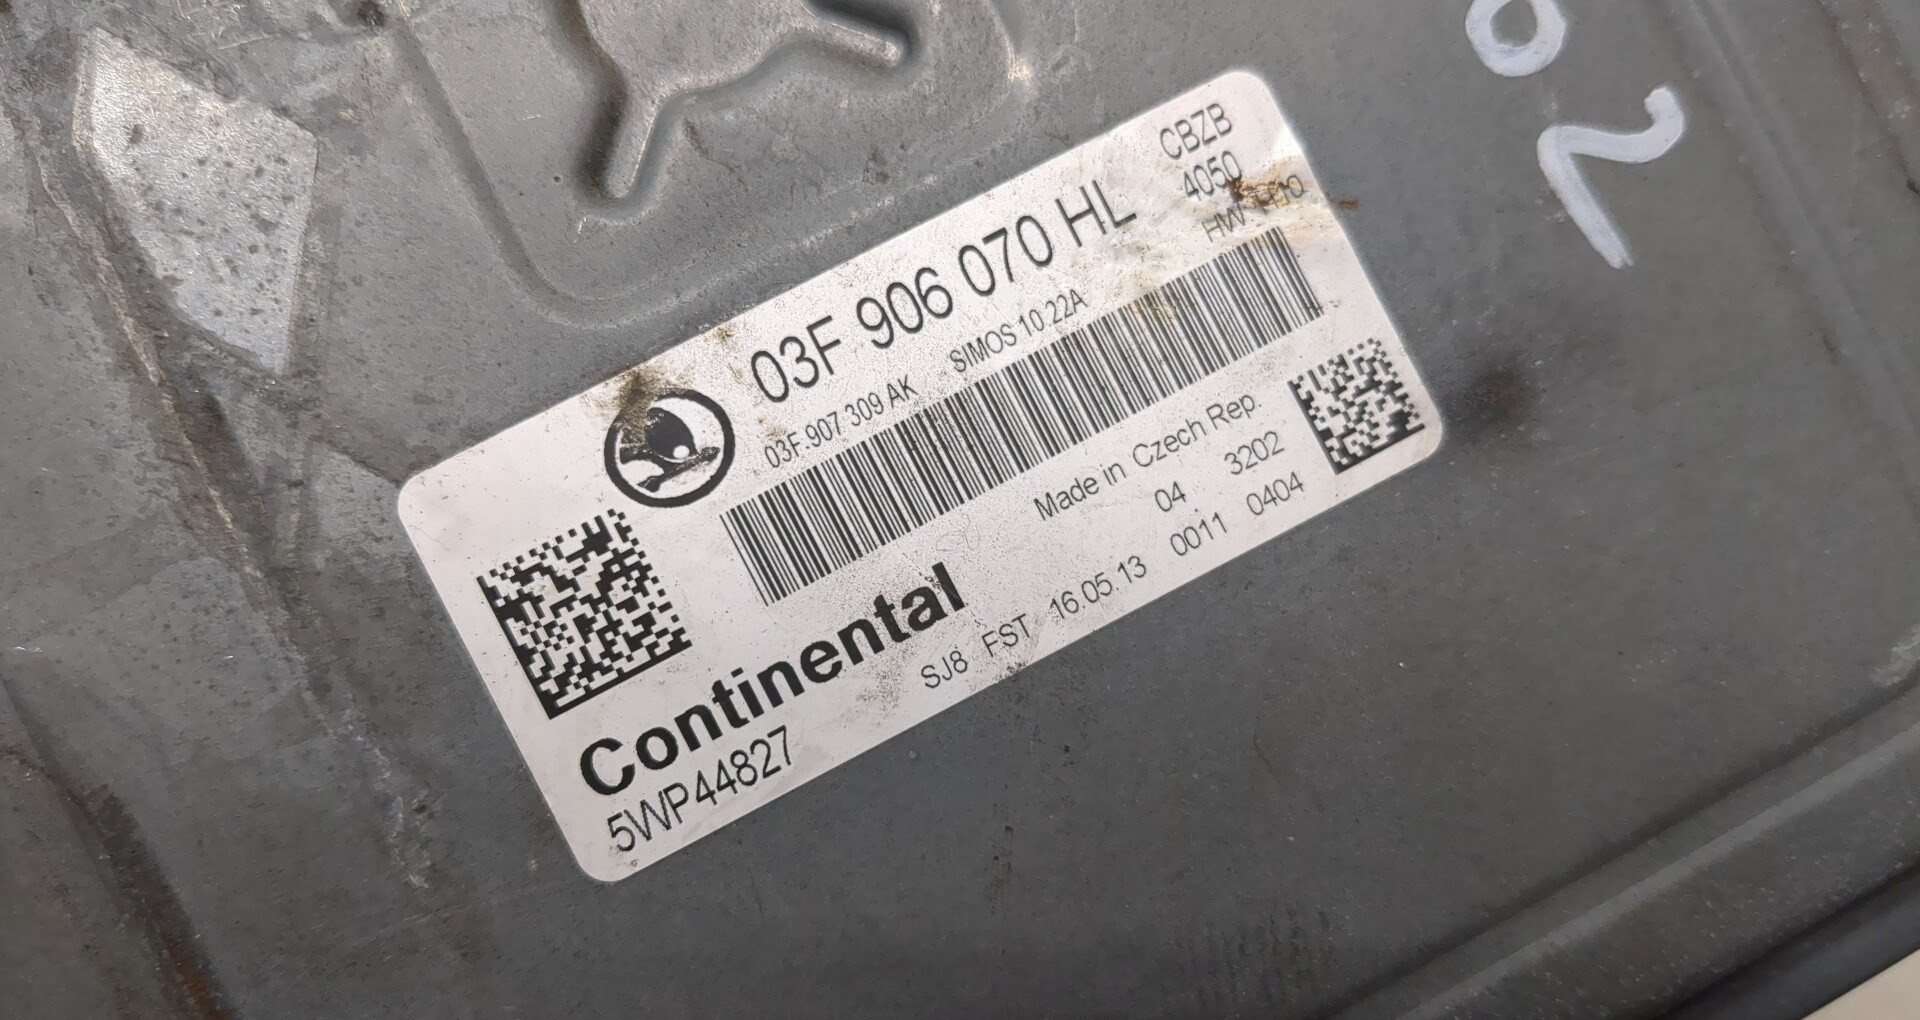 03F 906 070 HL
CBZB
4050
03F 907 309 AK SIMOS 10.22A
HW
Made in Czech Rep.
04 3202
Continental
SJ8 FST 16.05.13 0011 0404
5WP44827